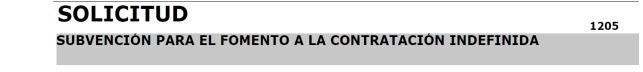 SOLICITUD
1205
SUBVENCIÓN PARA EL FOMENTO A LA CONTRATACIÓN INDEFINIDA